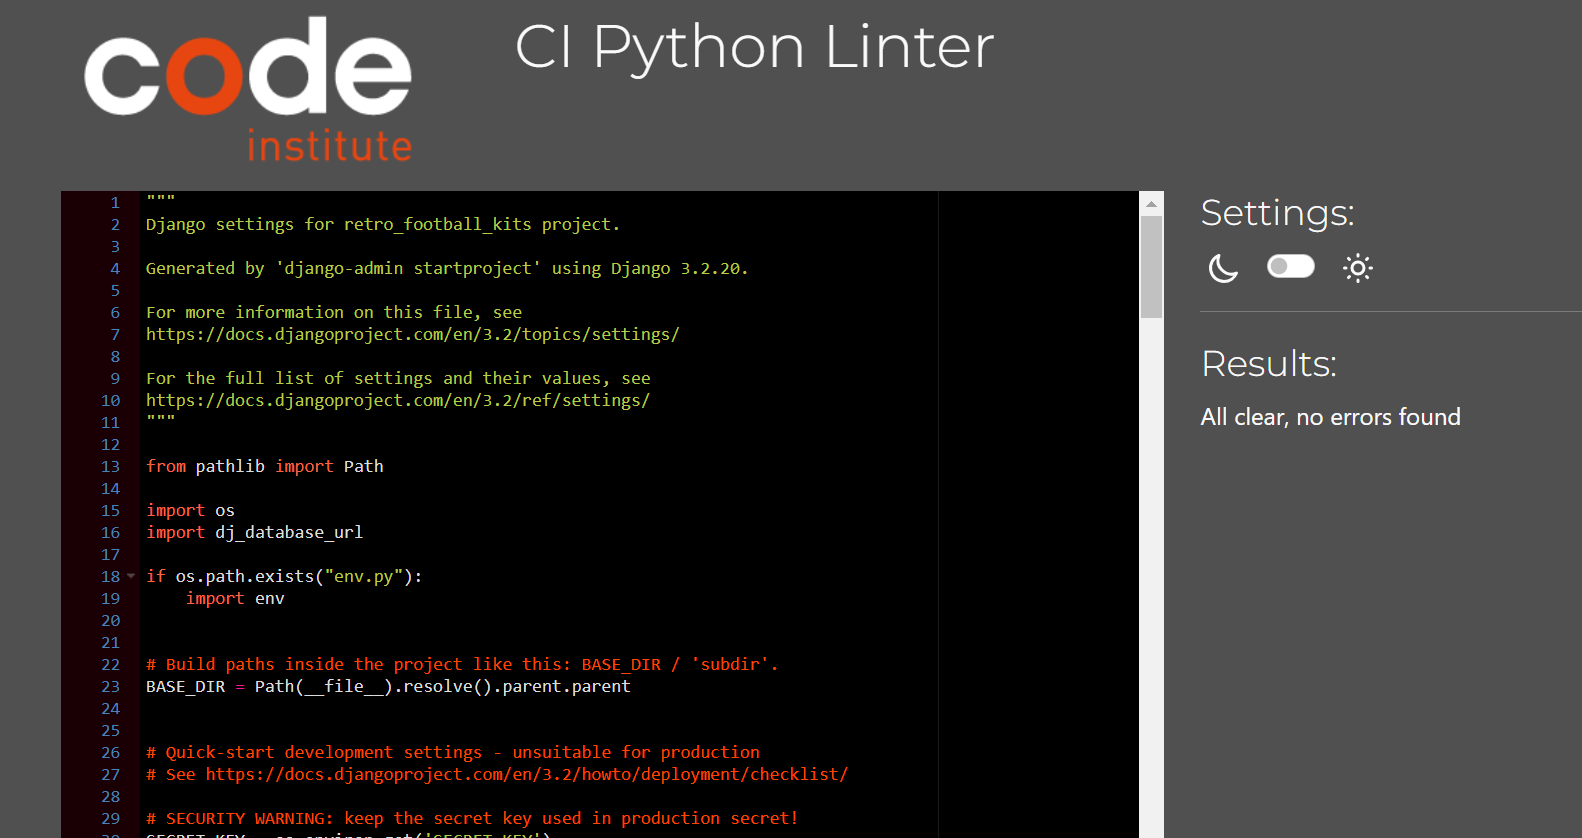 code
institute
CI Python Linter
1 """
2 Django settings for retro_football_kits project.
3
4 Generated by 'django-admin startproject' using Django 3.2.20.
5
6 For more information on this file, see
7 https://docs.djangoproject.com/en/3.2/topics/settings/
8
9 For the full list of settings and their values, see
10 https://docs.djangoproject.com/en/3.2/ref/settings/
11 """
12
13 from pathlib import Path
14
15 import os
16 import dj_database_url
17
18 if os.path.exists("env.py"):
19     import env
20
21
22 # Build paths inside the project like this: BASE_DIR / 'subdir'.
23 BASE_DIR = Path(__file__).resolve().parent.parent
24
25
26 # Quick-start development settings - unsuitable for production
27 # See https://docs.djangoproject.com/en/3.2/howto/deployment/checklist/
28
29 # SECURITY WARNING: keep the secret key used in production secret!
30 SECRET_KEY = os.environ.get('SECRET_KEY')
Settings:
Results:
All clear, no errors found